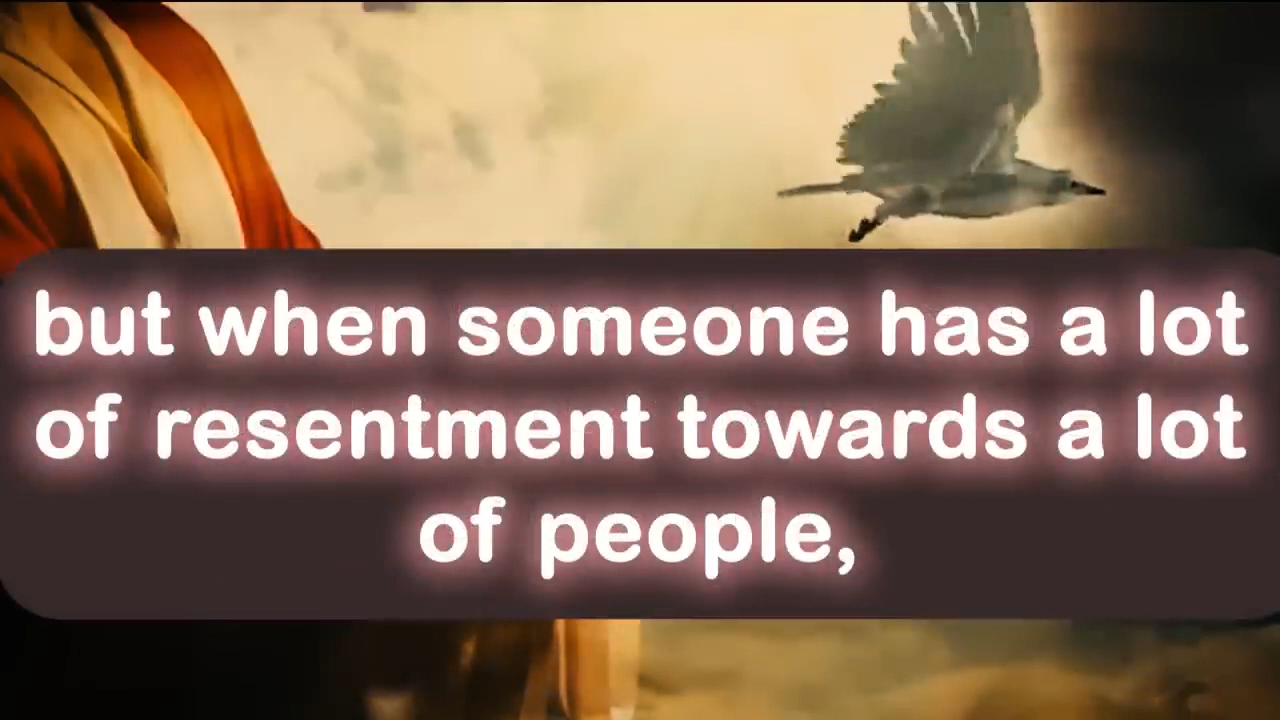 but when someone has a lot
of resentment towards a lot
of people,